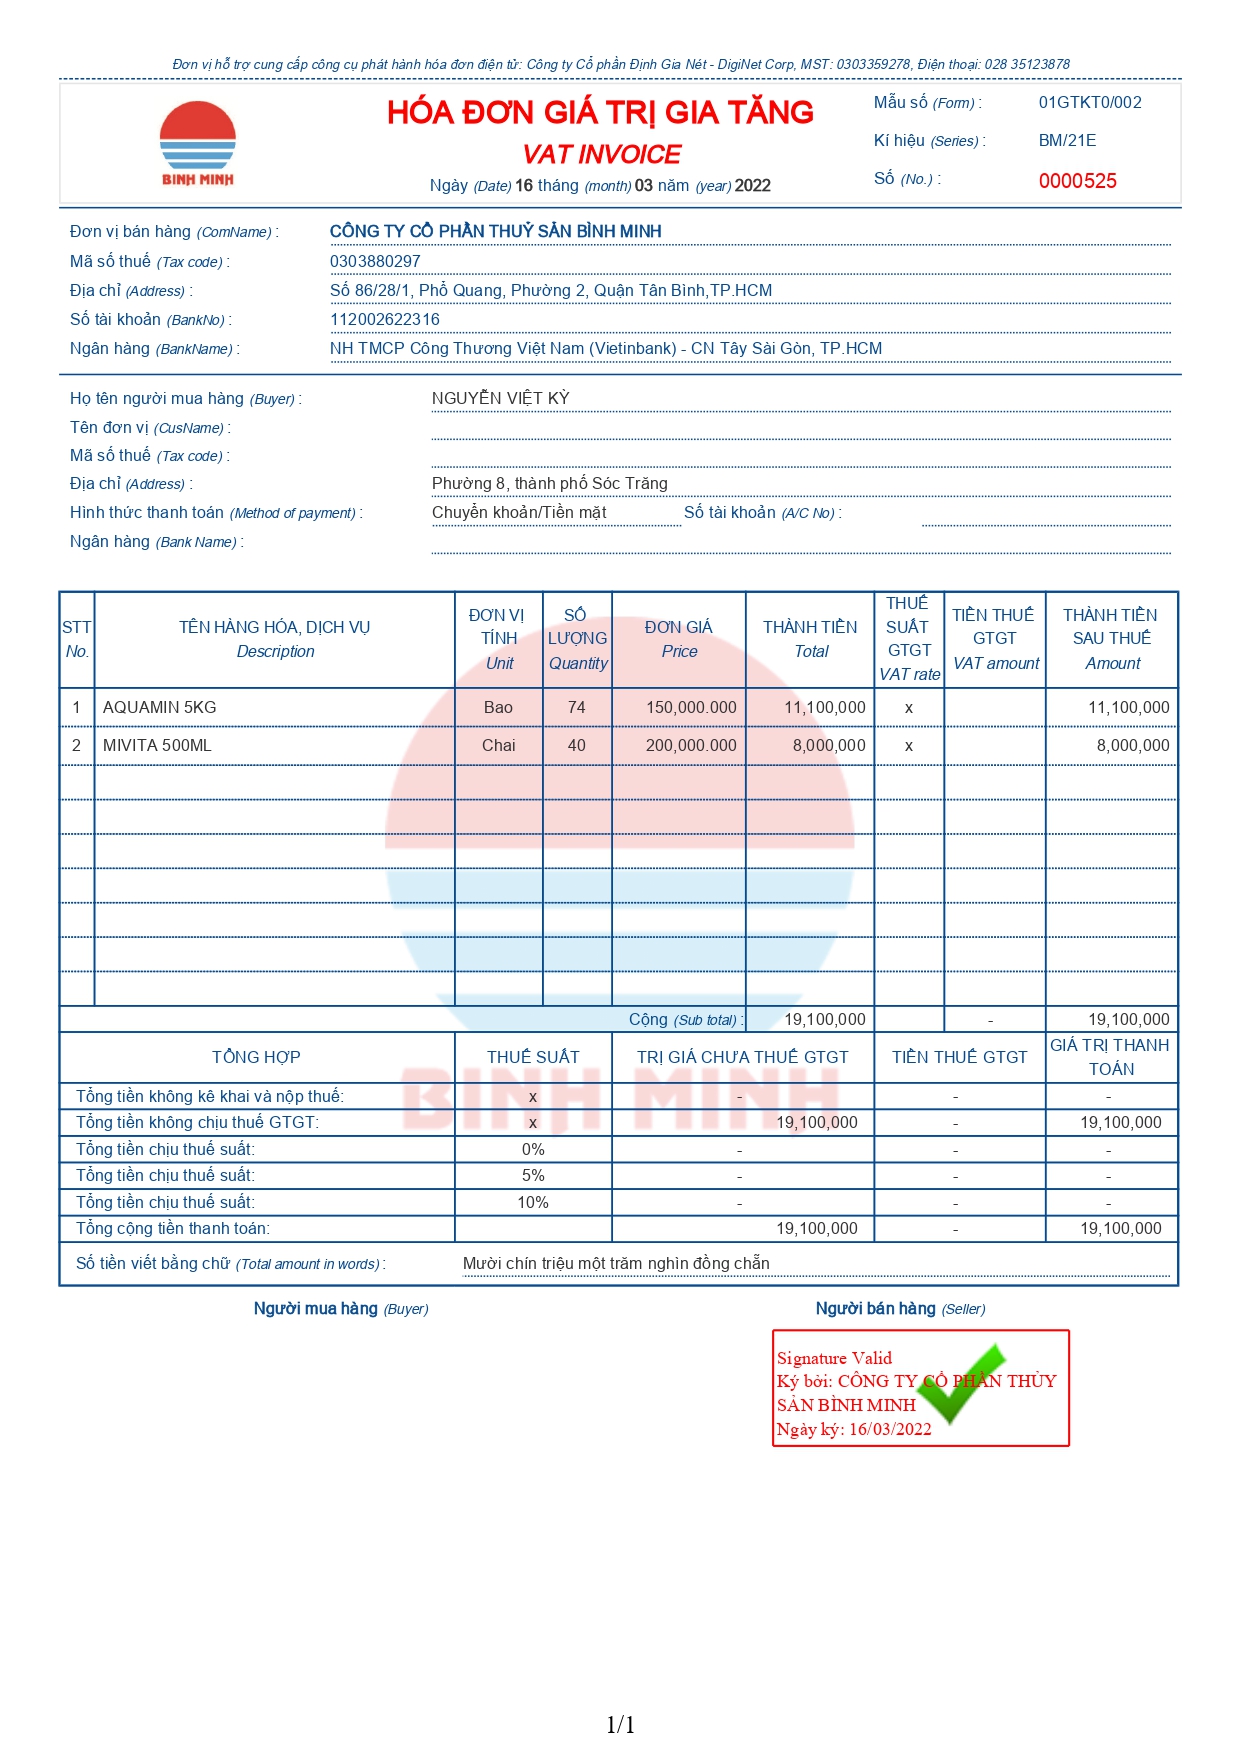 Đơn vị hỗ trợ cung cấp công cụ phát hành hóa đơn điện tử: Công ty Cổ phần Định Gia Nét - DigiNet Corp, MST: 0303359278, Điện thoại: 028 35123878
BINH MINH
HÓA ĐƠN GIÁ TRỊ GIA TĂNG
VAT INVOICE
Ngày (Date) 16 tháng (month) 03 năm (year) 2022
Mẫu số (Form) : 01GTKT0/002
Kí hiệu (Series) : BM/21E
Số (No.) : 0000525
Đơn vị bán hàng (ComName) : CÔNG TY CỔ PHẦN THUỶ SẢN BÌNH MINH
Mã số thuế (Tax code) : 0303880297
Địa chỉ (Address) : Số 86/28/1, Phổ Quang, Phường 2, Quận Tân Bình,TP.HCM
Số tài khoản (BankNo) : 112002622316
Ngân hàng (BankName) : NH TMCP Công Thương Việt Nam (Vietinbank) - CN Tây Sài Gòn, TP.HCM
Họ tên người mua hàng (Buyer) : NGUYỄN VIỆT KỲ
Tên đơn vị (CusName) :
Mã số thuế (Tax code) :
Địa chỉ (Address) : Phường 8, thành phố Sóc Trăng
Hình thức thanh toán (Method of payment) : Chuyển khoản/Tiền mặt Số tài khoản (A/C No) :
Ngân hàng (Bank Name) :
STT No. TÊN HÀNG HÓA, DỊCH VỤ Description ĐƠN VỊ TÍNH Unit SỐ LƯỢNG Quantity ĐƠN GIÁ Price THÀNH TIỀN Total THUẾ SUẤT GTGT VAT rate TIỀN THUẾ GTGT VAT amount THÀNH TIỀN SAU THUẾ Amount
1 AQUAMIN 5KG Bao 74 150,000.000 11,100,000 x 11,100,000
2 MIVITA 500ML Chai 40 200,000.000 8,000,000 x 8,000,000
Cộng (Sub total) : 19,100,000 - 19,100,000
TỔNG HỢP THUẾ SUẤT TRỊ GIÁ CHƯA THUẾ GTGT TIỀN THUẾ GTGT GIÁ TRỊ THANH TOÁN
BINH MINH
Tổng tiền không kê khai và nộp thuế: x - - -
Tổng tiền không chịu thuế GTGT: x 19,100,000 - 19,100,000
Tổng tiền chịu thuế suất: 0% - - -
Tổng tiền chịu thuế suất: 5% - - -
Tổng tiền chịu thuế suất: 10% - - -
Tổng cộng tiền thanh toán: 19,100,000 - 19,100,000
Số tiền viết bằng chữ (Total amount in words) : Mười chín triệu một trăm nghìn đồng chẵn
Người mua hàng (Buyer) Người bán hàng (Seller)
Signature Valid
Ký bởi: CÔNG TY CỔ PHẦN THỦY
SẢN BÌNH MINH
Ngày ký: 16/03/2022
1/1